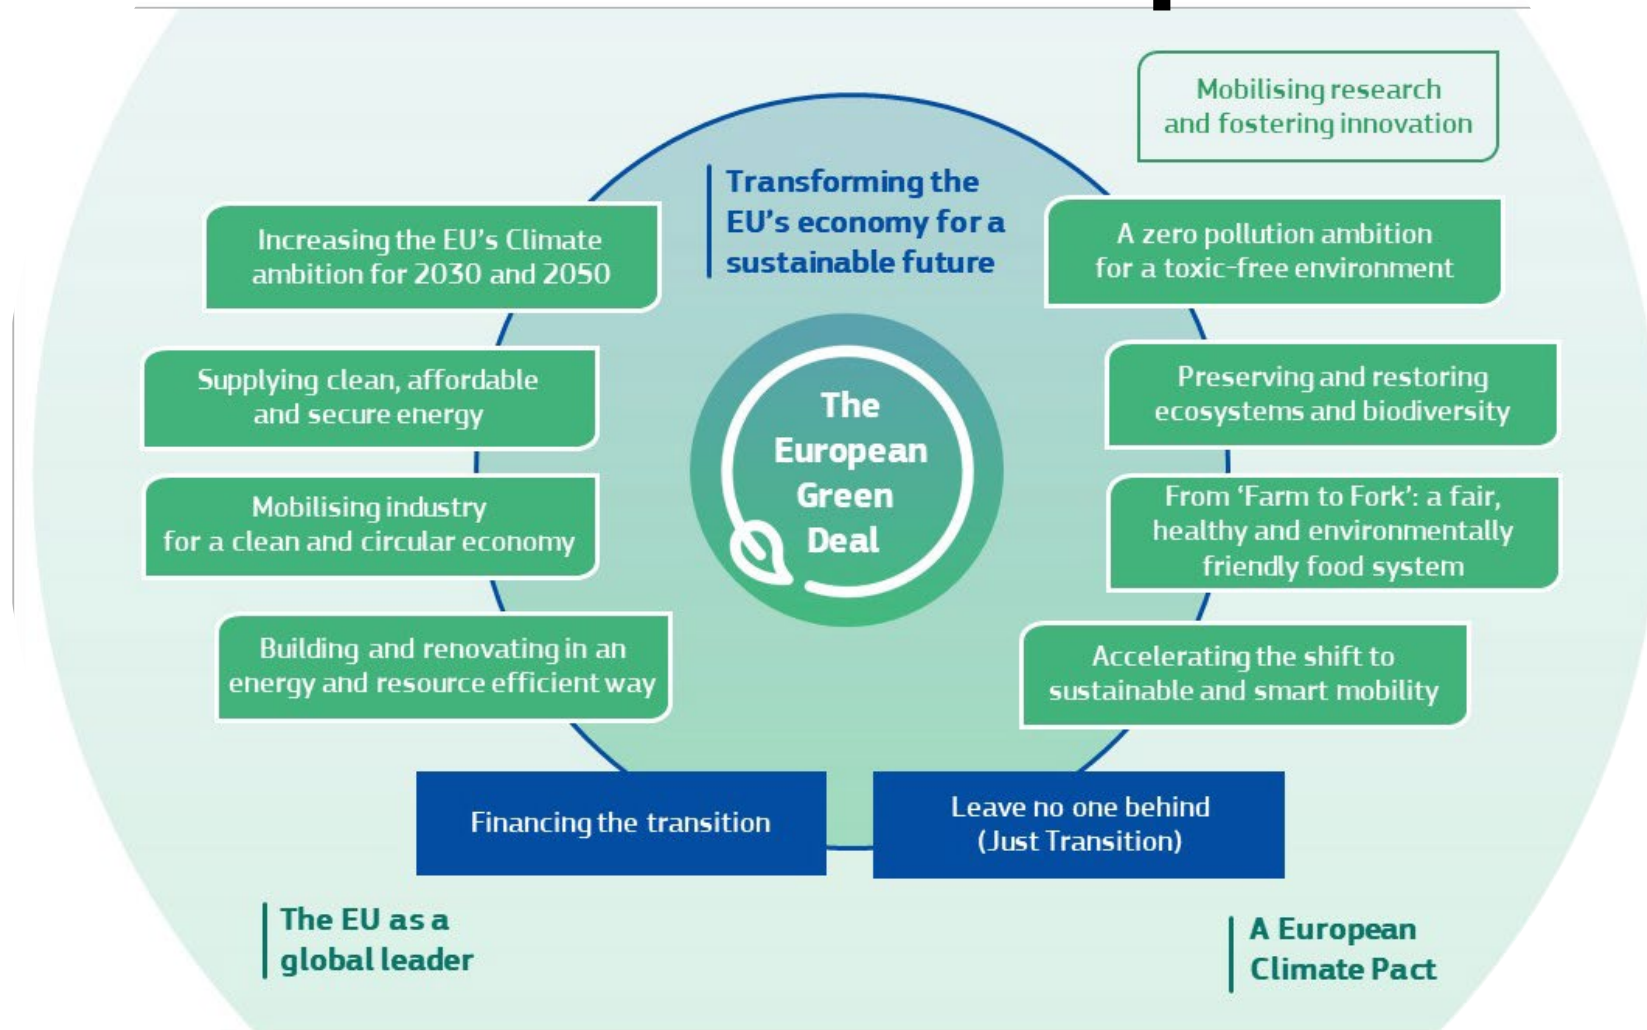 Mobilising research
and fostering innovation
Transforming the
EU’s economy for a
sustainable future
Increasing the EU’s Climate
ambition for 2030 and 2050
A zero pollution ambition
for a toxic-free environment
Supplying clean, affordable
and secure energy
Preserving and restoring
ecosystems and biodiversity
The
European
Green
Deal
Mobilising industry
for a clean and circular economy
From ‘Farm to Fork’: a fair,
healthy and environmentally
friendly food system
Building and renovating in an
energy and resource efficient way
Accelerating the shift to
sustainable and smart mobility
Financing the transition
Leave no one behind
(Just Transition)
The EU as a
global leader
A European
Climate Pact